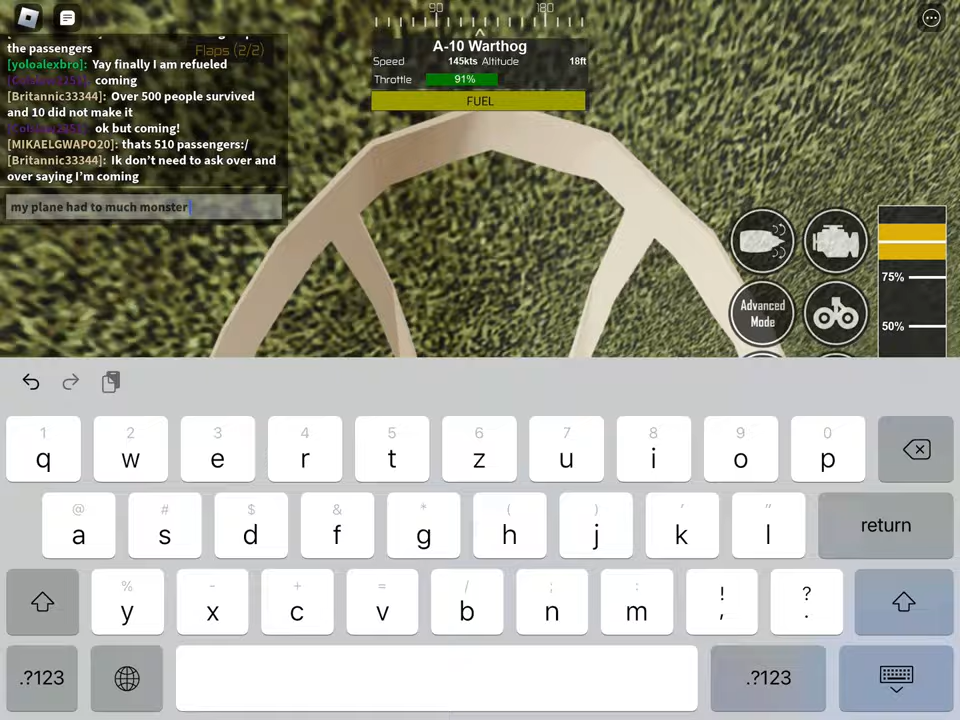 90 180
the passengers
Flaps (2/2)
[yoloalexbro]: Yay finally I am refueled
coming
[Britannic33344]: Over 500 people survived
and 10 did not make it
ok but coming!
[MIKAELGWAPO20]: thats 510 passengers:/
[Britannic33344]: Ik don't need to ask over and
over saying I'm coming
my plane had to much monster
A-10 Warthog
Speed 145kts Altitude 18ft
Throttle 91%
FUEL
Advanced
Mode
75%
50%
1 2 3 4 5 6 7 8 9 0
q w e r t z u i o p
@ # $ & * ( ) ' "
a s d f g h j k l return
% - + = / ; : ! ?
y x c v b n m , .
.?123 .?123